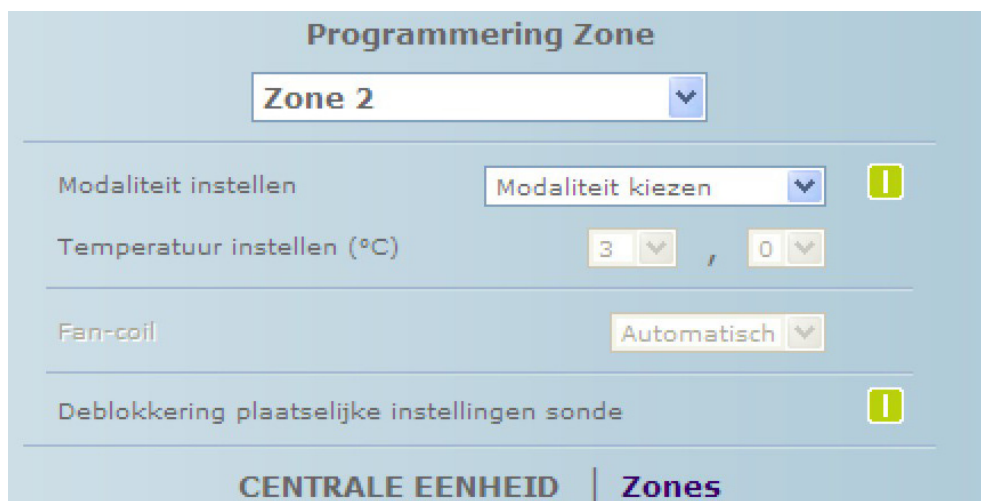 Programmering Zone
Zone 2
Modaliteit instellen Modaliteit kiezen
Temperatuur instellen (°C) 3 , 0
Fan-coil Automatisch
Deblokkering plaatselijke instellingen sonde
CENTRALE EENHEID | Zones